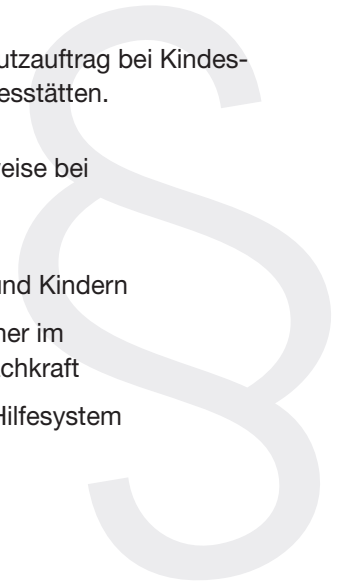 utzauftrag bei Kindes-
esstätten.
eise bei
und Kindern
ner im
chkraft
Hilfesystem
§